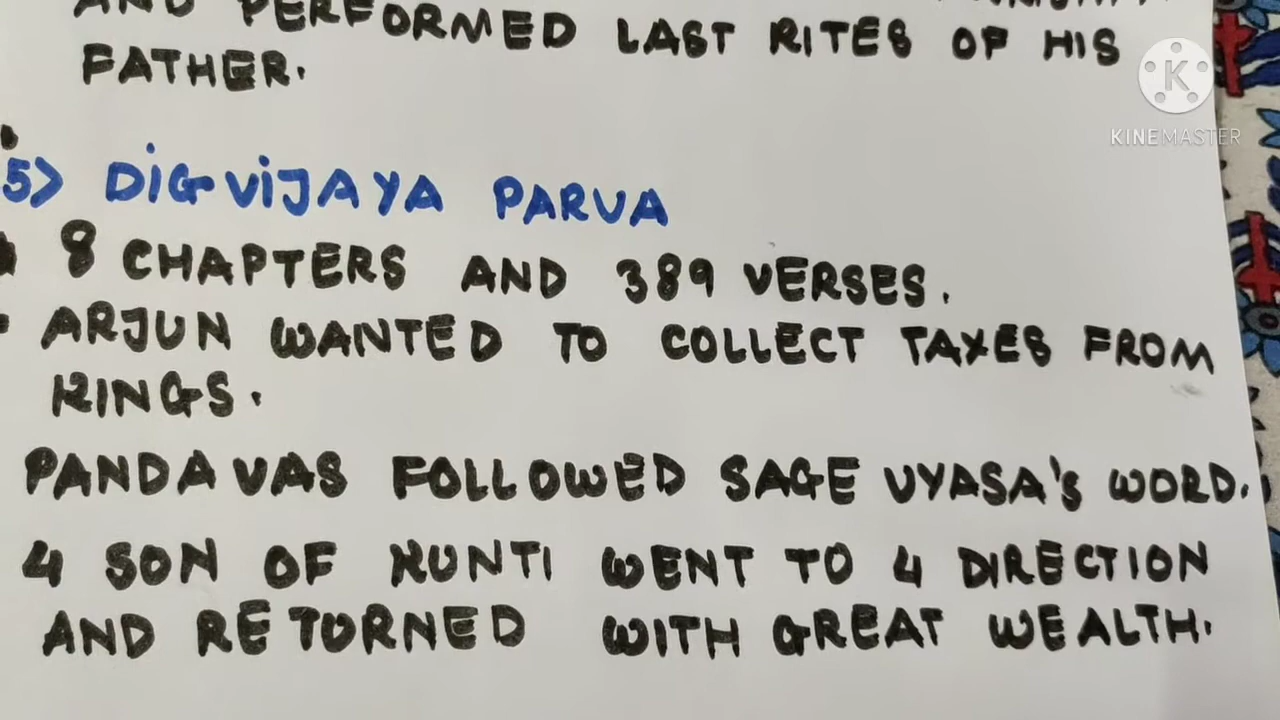 AND PERFORMED LAST RITES OF HIS
FATHER.
KINEMASTER
5> DIGVIJAYA PARVA
8 CHAPTERS AND 389 VERSES.
ARJUN WANTED TO COLLECT TAXES FROM
KINGS.
PANDAVAS FOLLOWED SAGE VYASA'S WORD.
4 SON OF KUNTI WENT TO 4 DIRECTION
AND RETURNED WITH GREAT WEALTH.